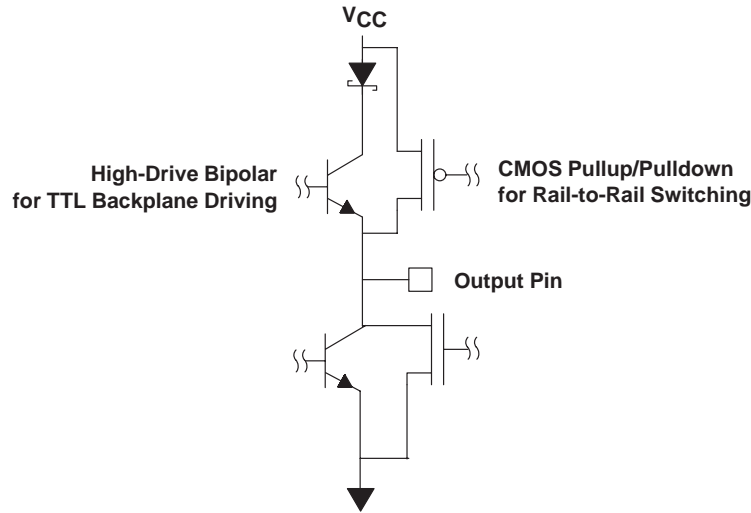 VCC
High-Drive Bipolar
for TTL Backplane Driving
CMOS Pullup/Pulldown
for Rail-to-Rail Switching
Output Pin